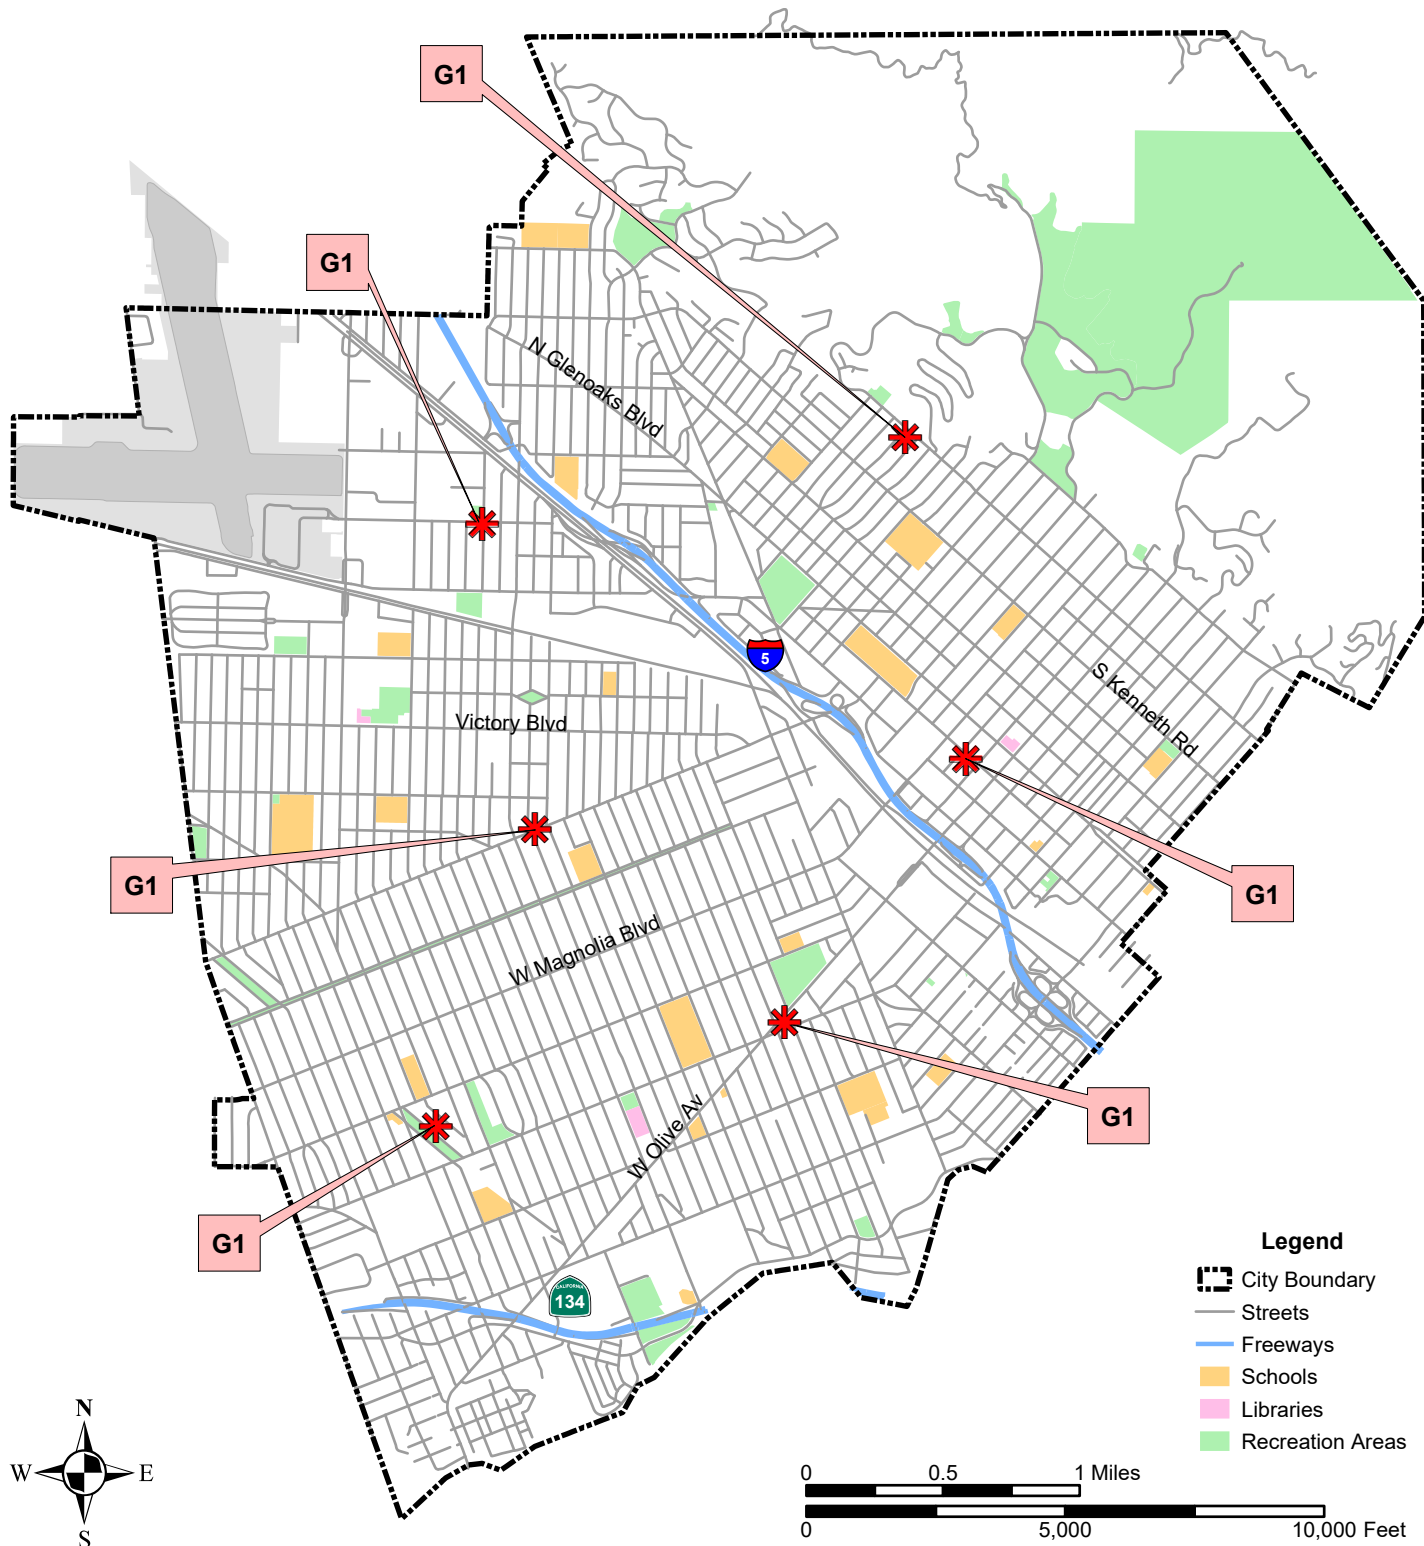 G1
G1
N Glenoaks Blvd
5
S Kenneth Rd
Victory Blvd
G1
G1
W Magnolia Blvd
W Olive Av
G1
G1
CALIFORNIA
134
Legend
City Boundary
Streets
Freeways
Schools
Libraries
Recreation Areas
N
W E
S
0 0.5 1 Miles
0 5,000 10,000 Feet